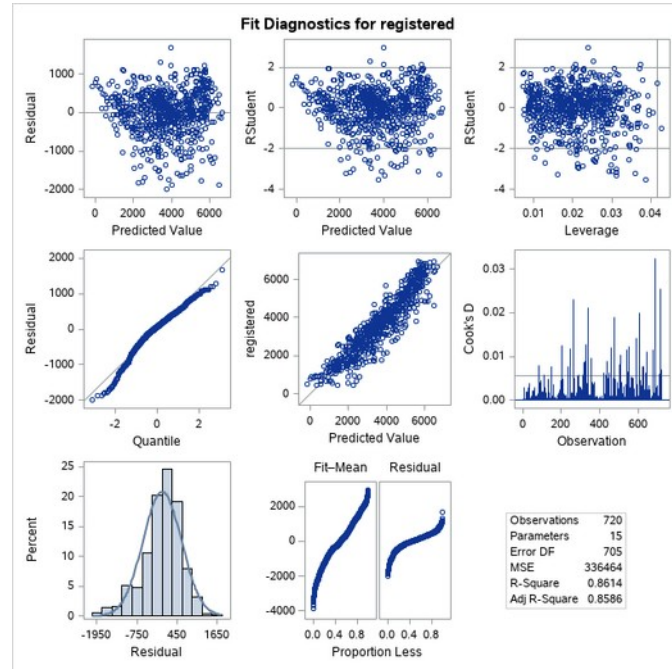 Fit Diagnostics for registered
1000
0
-1000
-2000
Residual
0 2000 4000 6000
Predicted Value
2
0
-2
-4
RStudent
0 2000 4000 6000
Predicted Value
2
0
-2
-4
RStudent
0.01 0.02 0.03 0.04
Leverage
2000
1000
0
-1000
-2000
Residual
-2 0 2
Quantile
6000
4000
2000
0
registered
0 2000 4000 6000
Predicted Value
0.03
0.02
0.01
0.00
Cook's D
0 200 400 600
Observation
25
20
15
10
5
0
Percent
-1950 -750 450 1650
Residual
Fit–Mean Residual
2000
0
-2000
-4000
0.0 0.4 0.8 0.0 0.4 0.8
Proportion Less
Observations 720
Parameters 15
Error DF 705
MSE 336464
R-Square 0.8614
Adj R-Square 0.8586